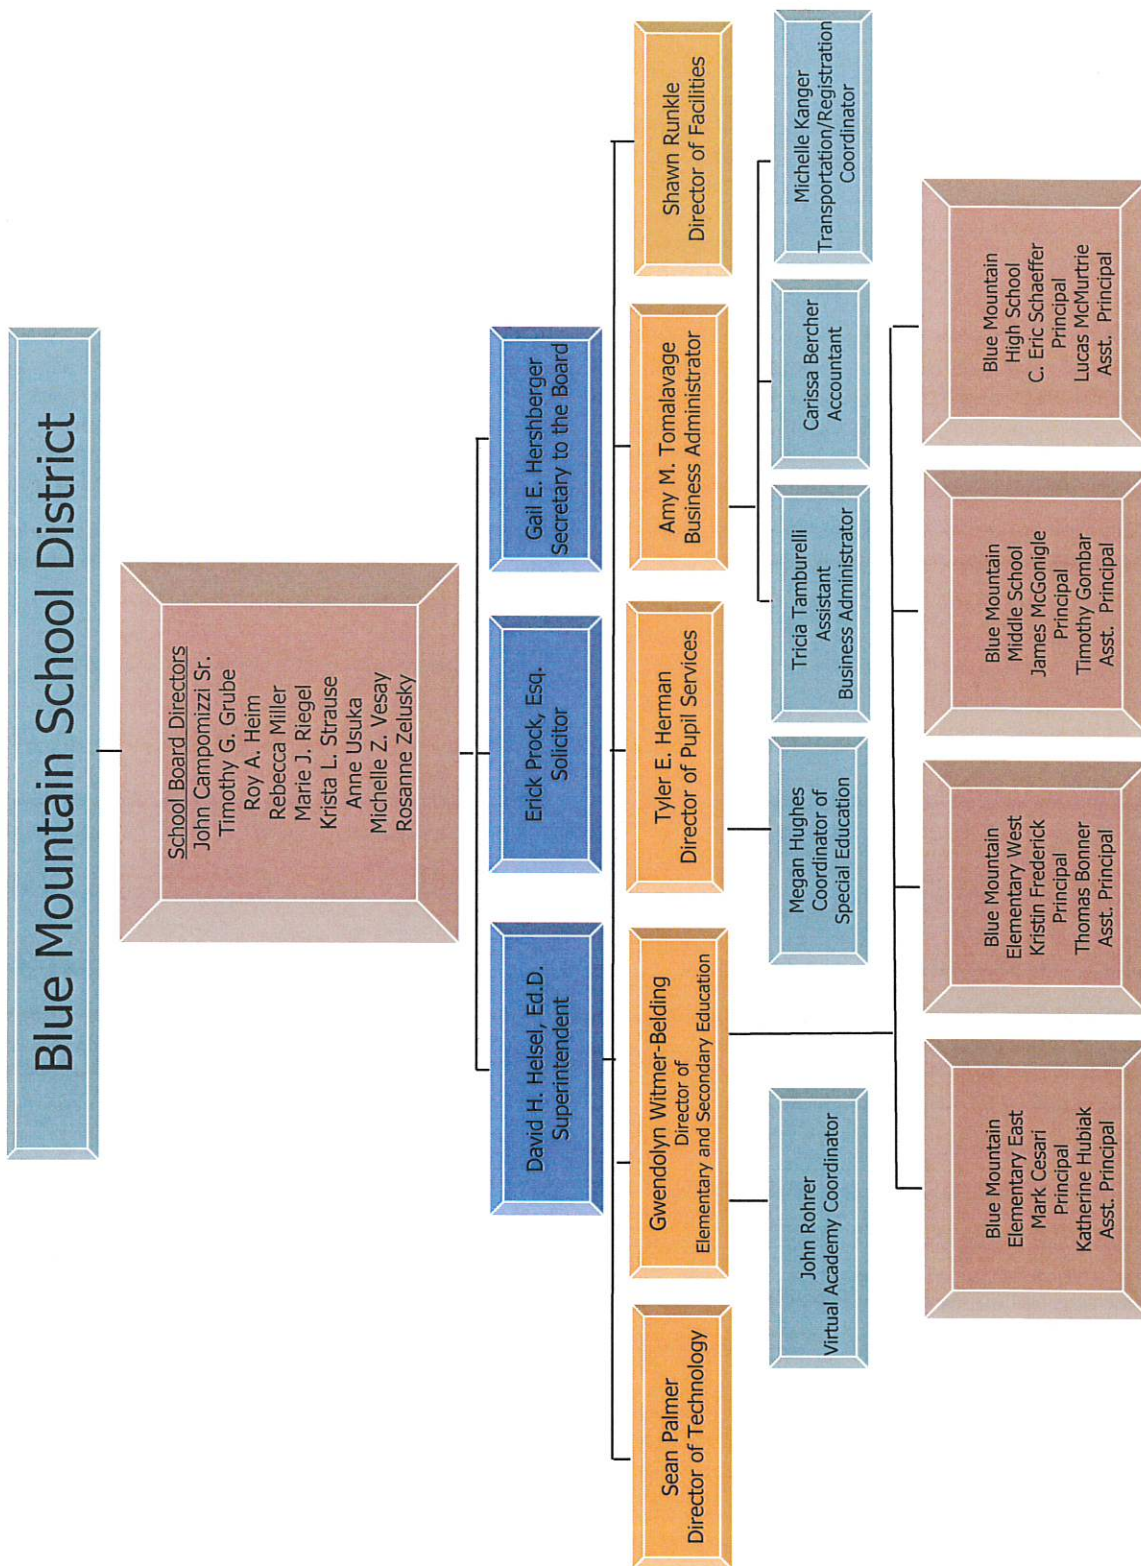 Blue Mountain School District
School Board Directors
John Campomizzi Sr.
Timothy G. Grube
Roy A. Heim
Rebecca Miller
Marie J. Riegel
Krista L. Strause
Anne Usuka
Michelle Z. Vesay
Rosanne Zelusky
David H. Helsel, Ed.D.
Superintendent
Erick Prock, Esq.
Solicitor
Gail E. Hershberger
Secretary to the Board
Sean Palmer
Director of Technology
Gwendolyn Witmer-Belding
Director of
Elementary and Secondary Education
Tyler E. Herman
Director of Pupil Services
Amy M. Tomalavage
Business Administrator
Shawn Runkle
Director of Facilities
John Rohrer
Virtual Academy Coordinator
Megan Hughes
Coordinator of
Special Education
Tricia Tamburelli
Assistant
Business Administrator
Carissa Bercher
Accountant
Michelle Kanger
Transportation/Registration
Coordinator
Blue Mountain
Elementary East
Mark Cesari
Principal
Katherine Hubiak
Asst. Principal
Blue Mountain
Elementary West
Kristin Frederick
Principal
Thomas Bonner
Asst. Principal
Blue Mountain
Middle School
James McGonigle
Principal
Timothy Gombar
Asst. Principal
Blue Mountain
High School
C. Eric Schaeffer
Principal
Lucas McMurtrie
Asst. Principal